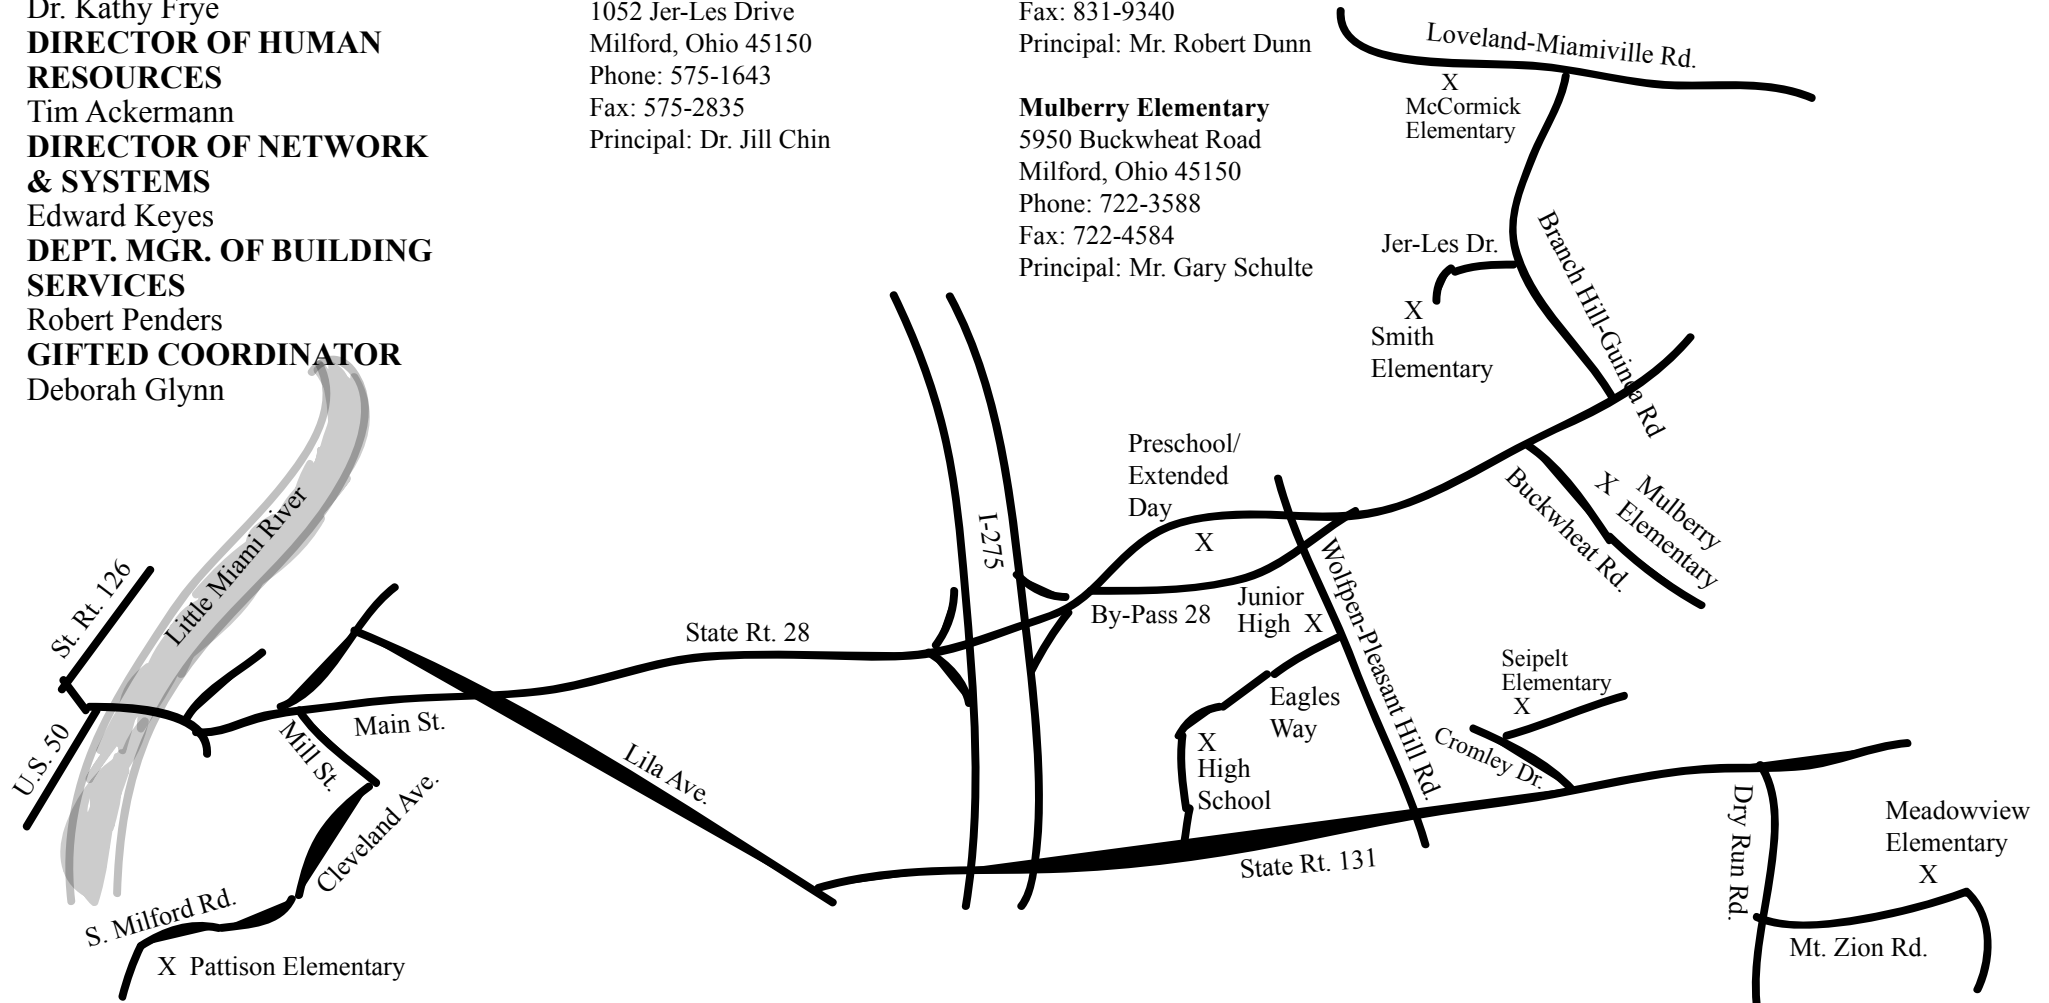 Dr. Kathy Frye
DIRECTOR OF HUMAN
RESOURCES
Tim Ackermann
DIRECTOR OF NETWORK
& SYSTEMS
Edward Keyes
DEPT. MGR. OF BUILDING
SERVICES
Robert Penders
GIFTED COORDINATOR
Deborah Glynn
1052 Jer-Les Drive
Milford, Ohio 45150
Phone: 575-1643
Fax: 575-2835
Principal: Dr. Jill Chin
Fax: 831-9340
Principal: Mr. Robert Dunn
Mulberry Elementary
5950 Buckwheat Road
Milford, Ohio 45150
Phone: 722-3588
Fax: 722-4584
Principal: Mr. Gary Schulte
Loveland-Miamiville Rd.
X
McCormick
Elementary
Jer-Les Dr.
X
Smith
Elementary
Branch Hill-Guinea Rd
Preschool/
Extended
Day
X
I-275
Buckwheat Rd.
X Mulberry
Elementary
St. Rt. 126
Little Miami River
U.S. 50
State Rt. 28
By-Pass 28
Junior
High X
Wolfpen-Pleasant Hill Rd.
Eagles
Way
X
High
School
Seipelt
Elementary
X
Cromley Dr.
Main St.
Mill St.
Lila Ave.
Cleveland Ave.
State Rt. 131
Dry Run Rd.
Meadowview
Elementary
X
Mt. Zion Rd.
S. Milford Rd.
X Pattison Elementary